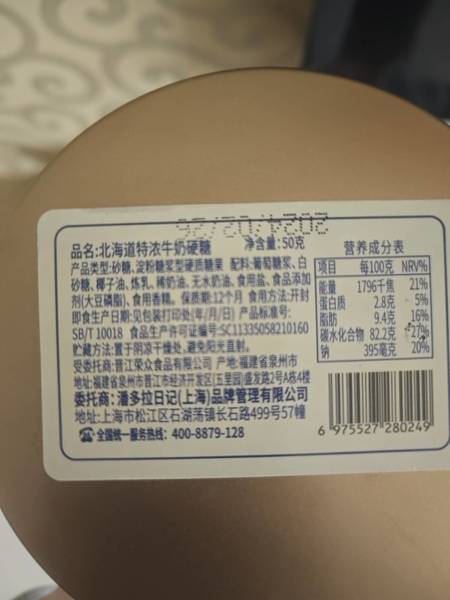 2024/05/26
品名:北海道特浓牛奶硬糖 净含量:50克
产品类型:砂糖、淀粉糖浆型硬质糖果 配料:葡萄糖浆、白
砂糖、椰子油、炼乳、稀奶油、无水奶油、食用盐、食品添加
剂(大豆磷脂)、食用香精。 保质期:12个月 食用方法:开封
即食生产日期:见包装打印处(年/月/日) 产品标准号:
SB/T 10018 食品生产许可证编号:SC11335058210160
贮藏方法:置于阴凉干燥处,避免阳光直射。
受委托商:晋江荣众食品有限公司 产地:福建省泉州市
地址:福建省泉州市晋江市经济开发区(五里园)盛发路2号A栋4楼
委托商:潘多拉日记(上海)品牌管理有限公司
地址:上海市松江区石湖荡镇长石路499号57幢
全国统一服务热线: 400-8879-128
营养成分表
项目 每100克 NRV%
能量 1796千焦 21%
蛋白质 2.8克 5%
脂肪 9.4克 16%
碳水化合物 82.2克 27%
钠 395毫克 20%
6 975527 280249